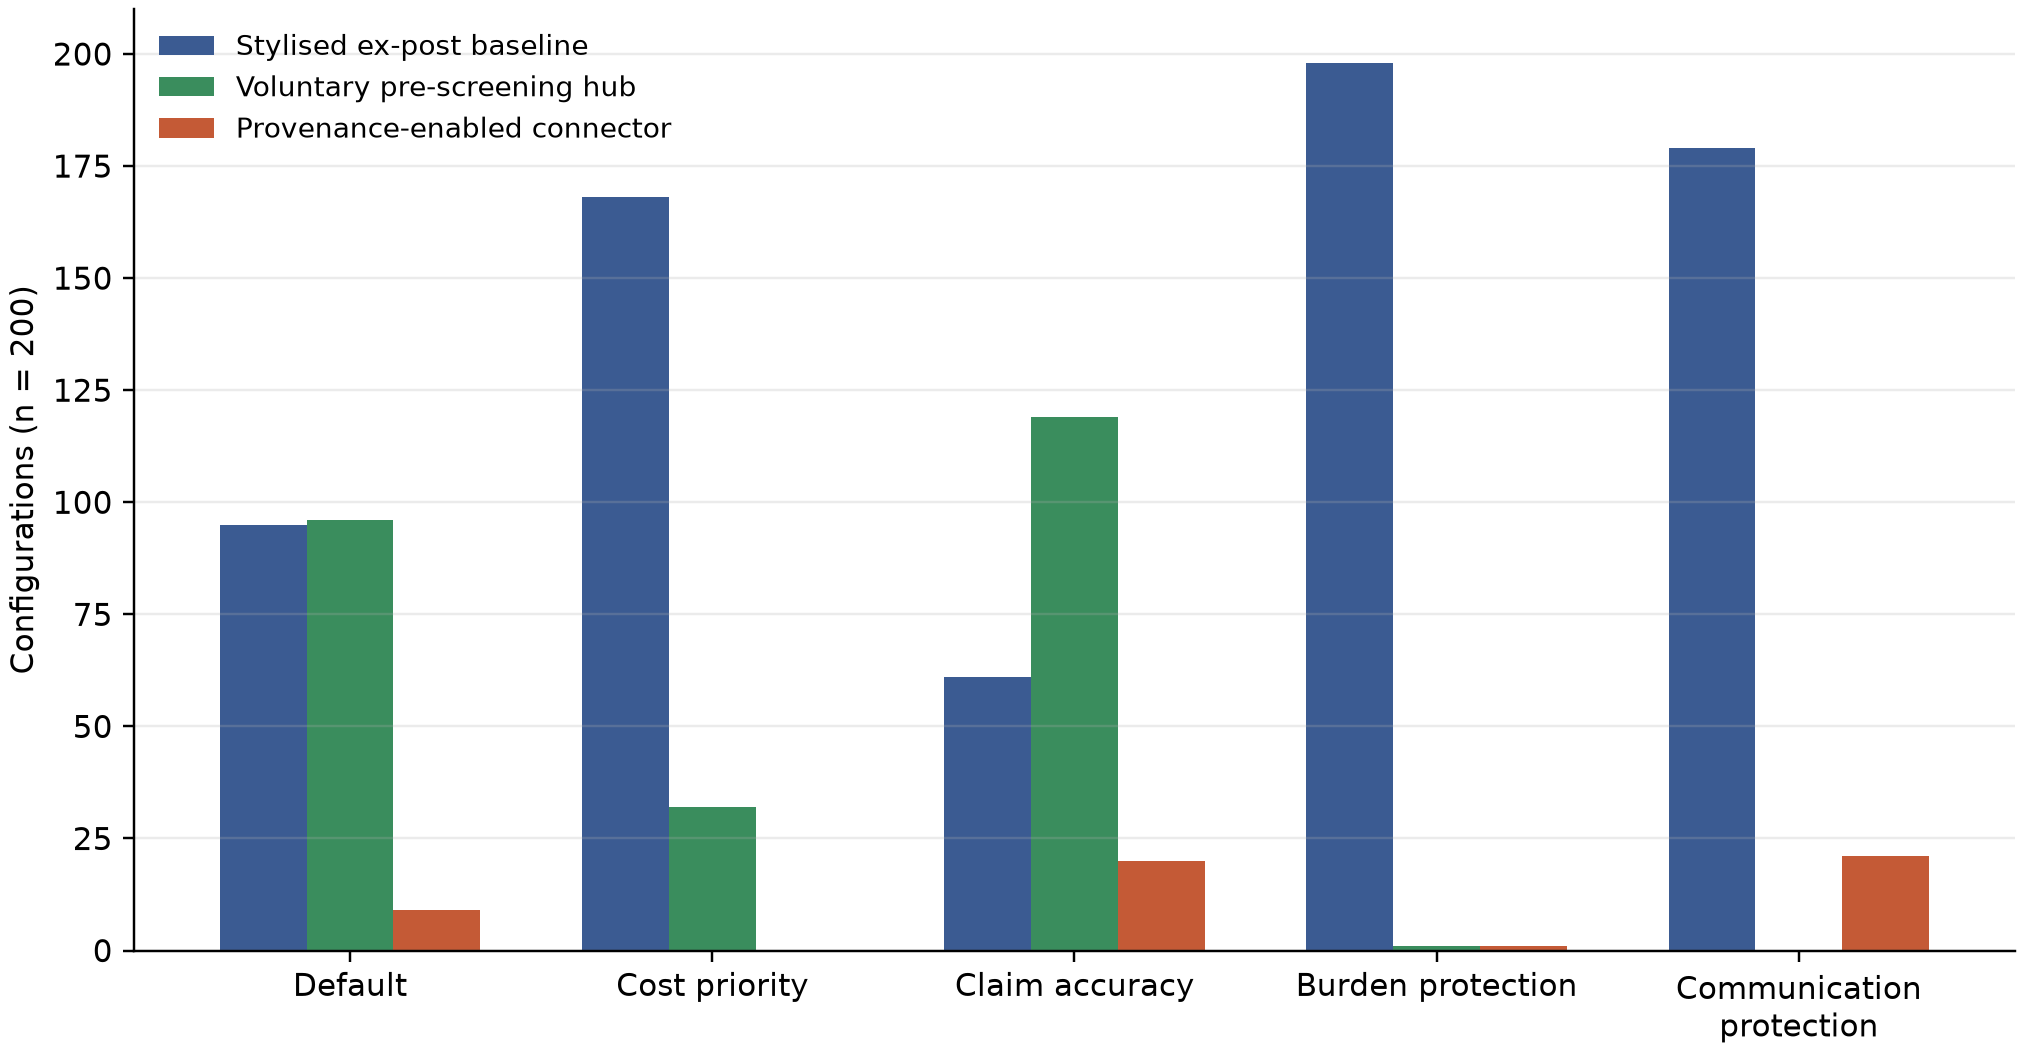 Stylised ex-post baseline
Voluntary pre-screening hub
Provenance-enabled connector
Configurations (n = 200)
200
175
150
125
100
75
50
25
0
Default
Cost priority
Claim accuracy
Burden protection
Communication
protection